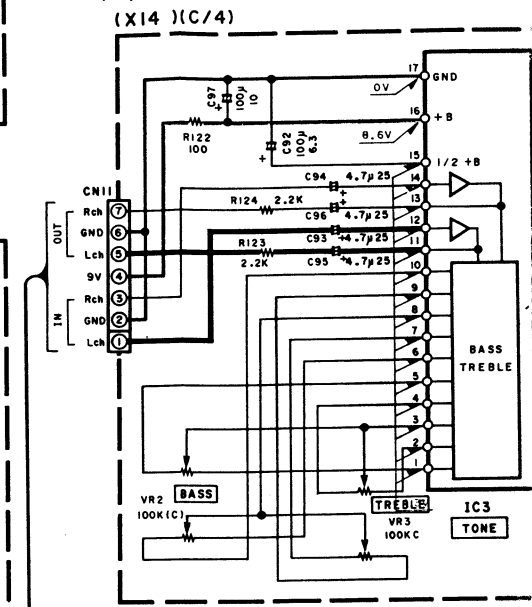 (X14 )(C/4)
17
GND
C97
100μ
10
+
0V
16
+B
R122
100
C92
100μ
6.3
+
8.6V
15
1/2 +B
C94
4.7μ25
14
CN11
R124
2.2K
+
+
13
Rch
7
C96
4.7μ25
12
OUT
GND
6
R123
C93
+4.7μ25
11
Lch
5
2.2K
C95
+4.7μ25
10
9V
4
9
Rch
3
8
IN
GND
2
7
BASS
TREBLE
Lch
1
6
5
4
3
2
1
VR2
BASS
100K(C)
TREBLE
VR3
100KC
IC3
TONE